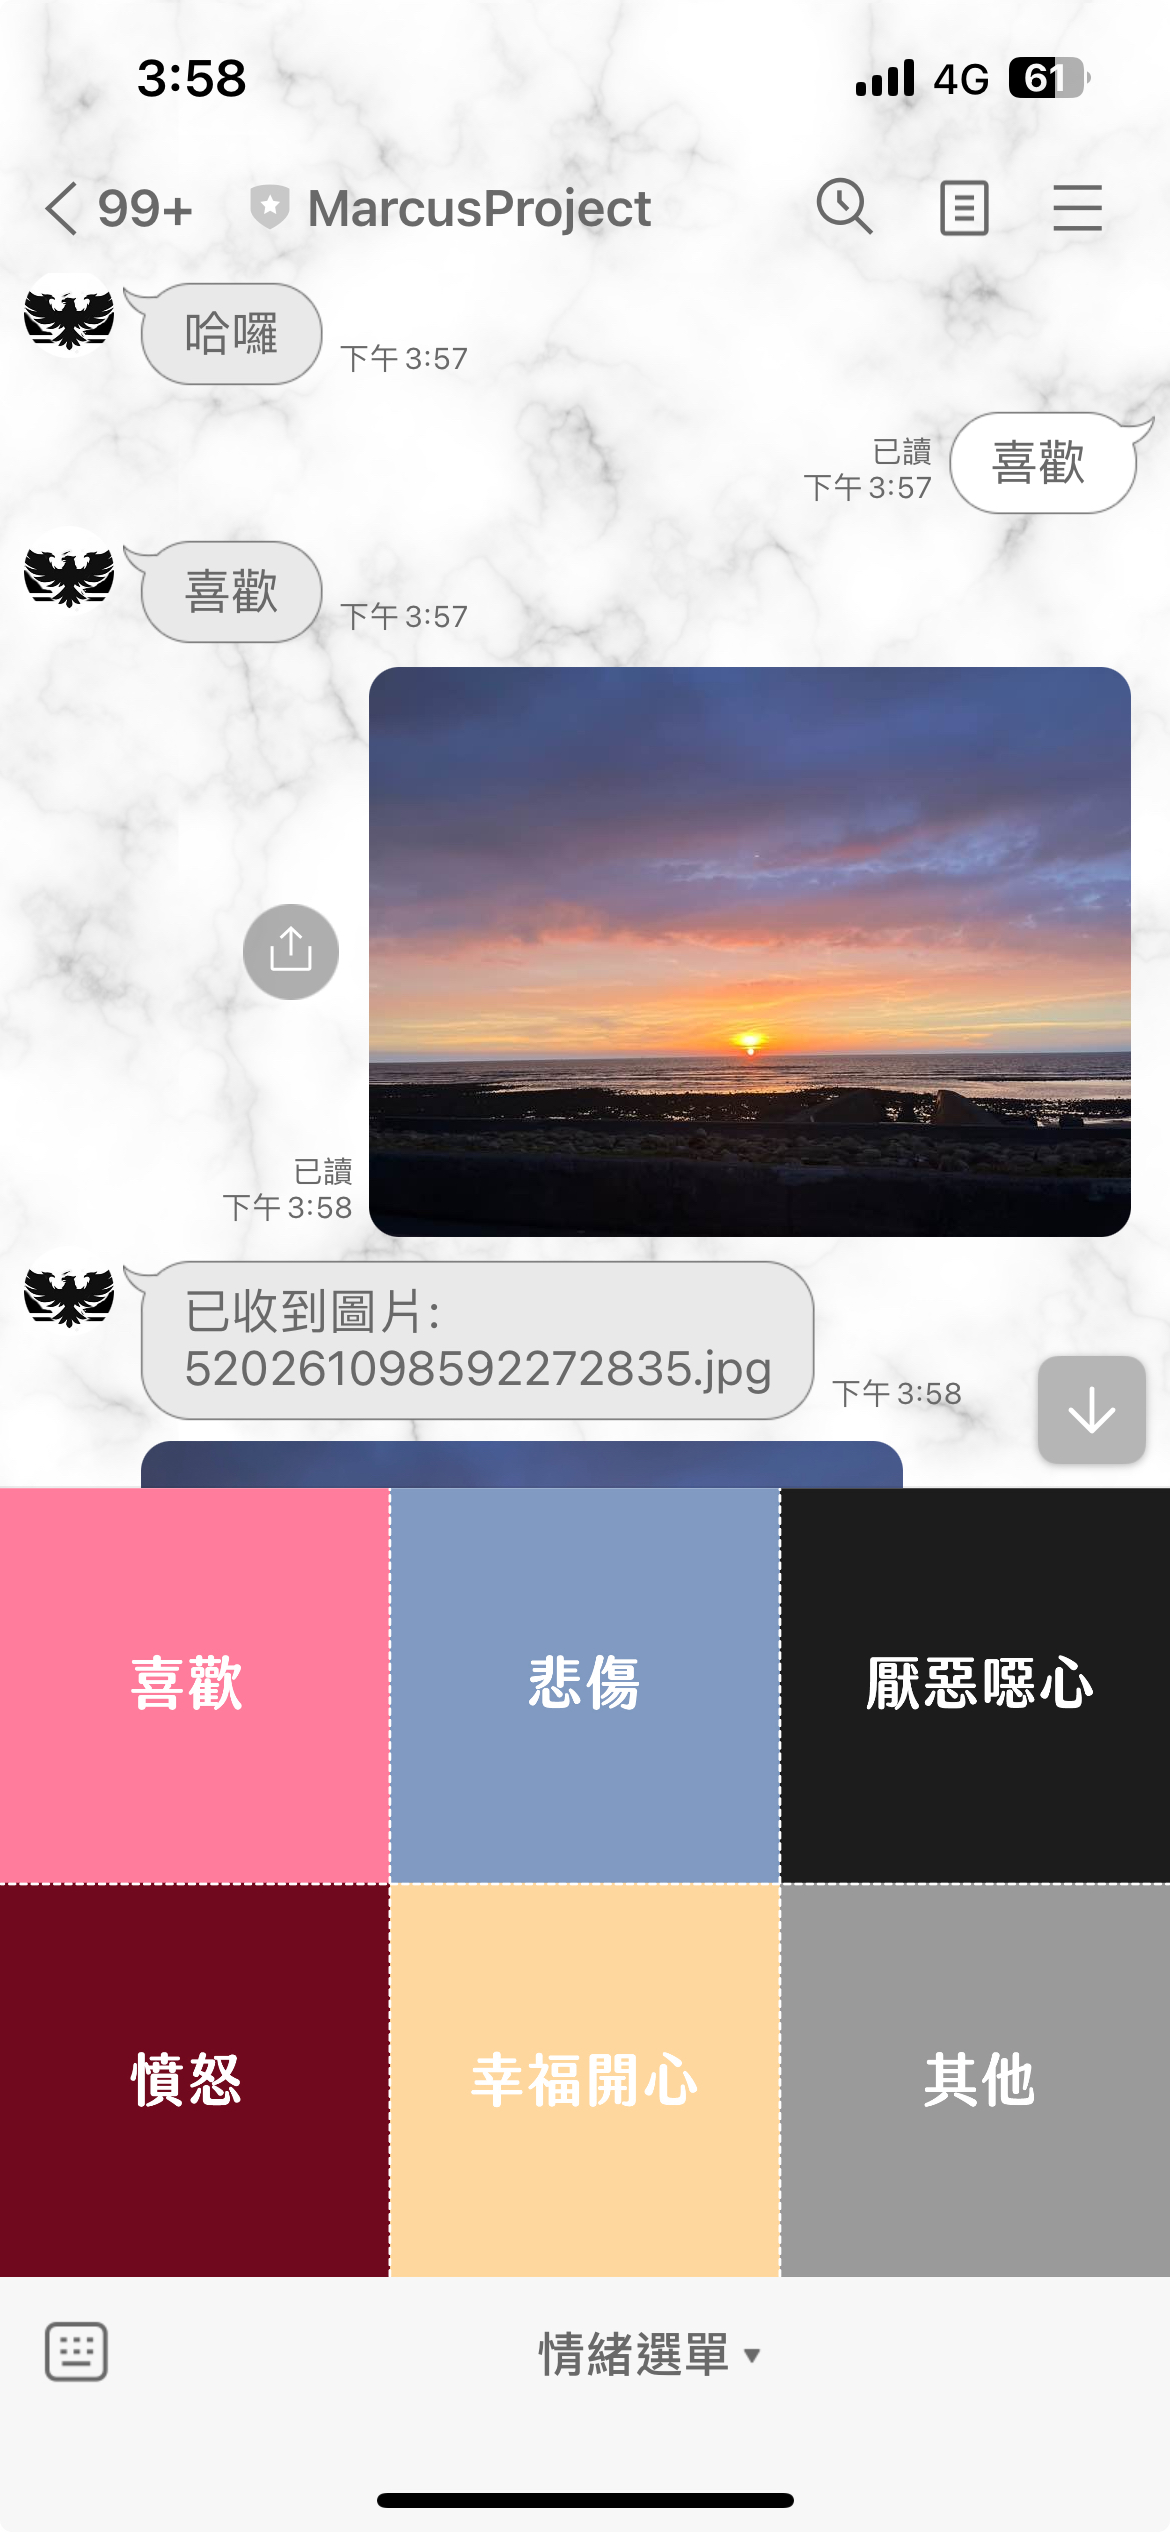 3:58
4G 61
99+ MarcusProject
哈囉
下午 3:57
已讀
下午 3:57
喜歡
喜歡
下午 3:57
已讀
下午 3:58
已收到圖片:
520261098592272835.jpg
下午 3:58
喜歡
悲傷
厭惡噁心
憤怒
幸福開心
其他
情緒選單